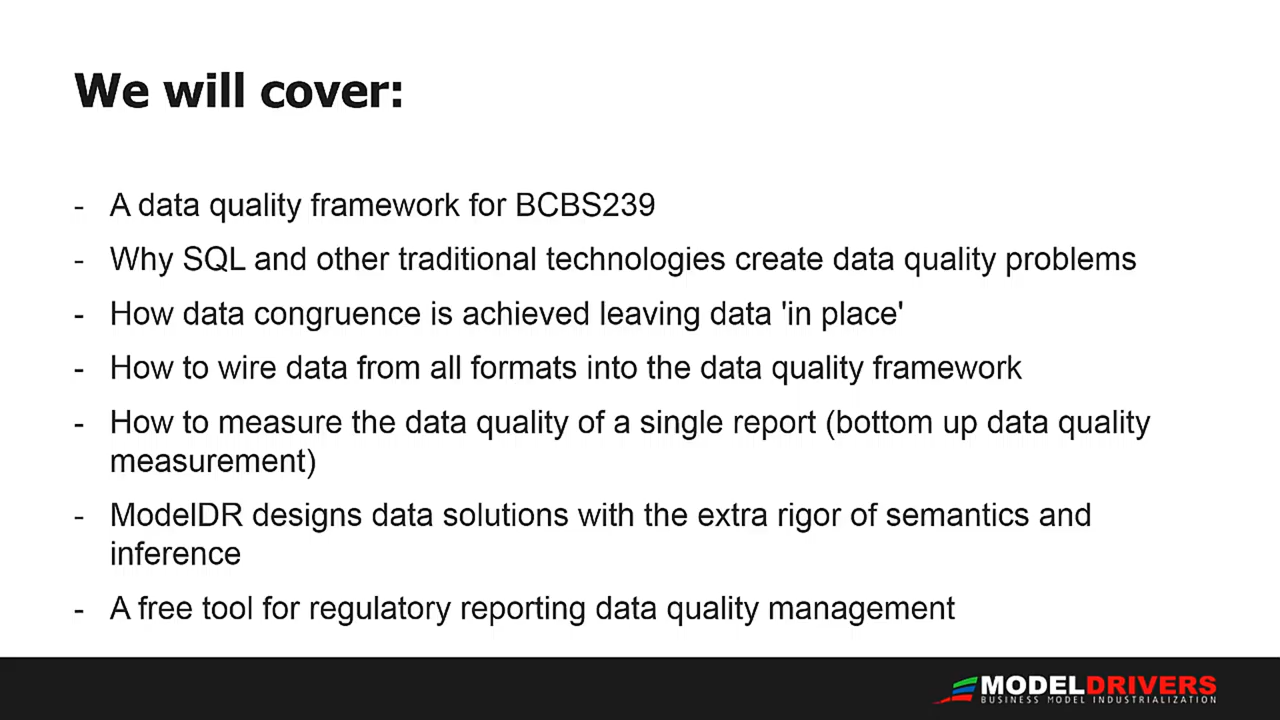 We will cover:
- A data quality framework for BCBS239
- Why SQL and other traditional technologies create data quality problems
- How data congruence is achieved leaving data 'in place'
- How to wire data from all formats into the data quality framework
- How to measure the data quality of a single report (bottom up data quality
measurement)
- ModelDR designs data solutions with the extra rigor of semantics and
inference
- A free tool for regulatory reporting data quality management
MODELDRIVERS
BUSINESS MODEL INDUSTRIALIZATION